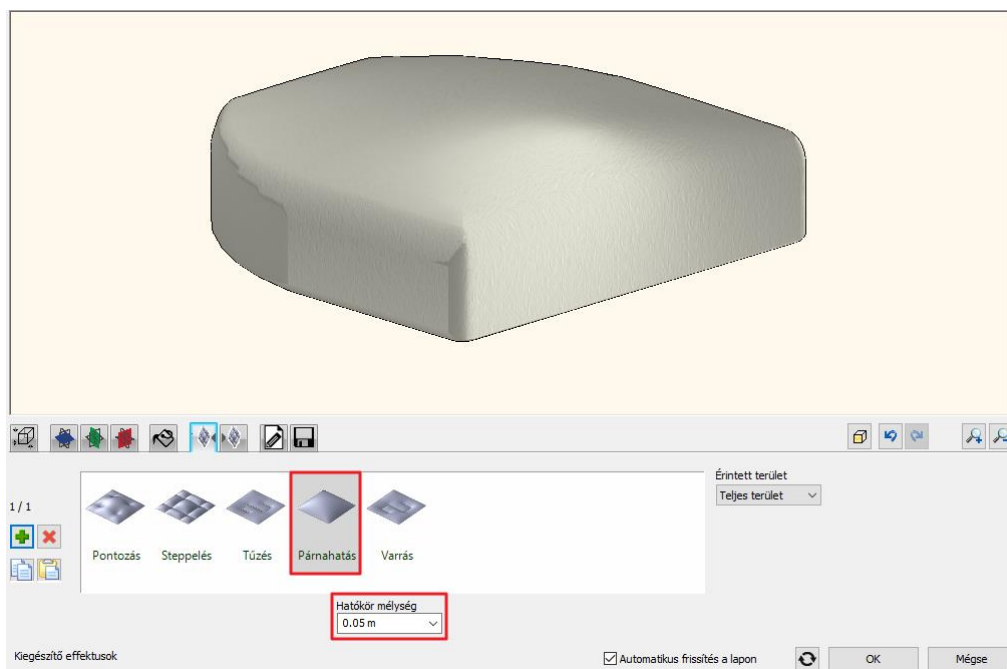 Érintett terület
Teljes terület
1 / 1
Pontozás
Steppelés
Tűzés
Párnahatás
Varrás
Hatókör mélység
0.05 m
Kiegészítő effektusok
Automatikus frissítés a lapon
OK
Mégse